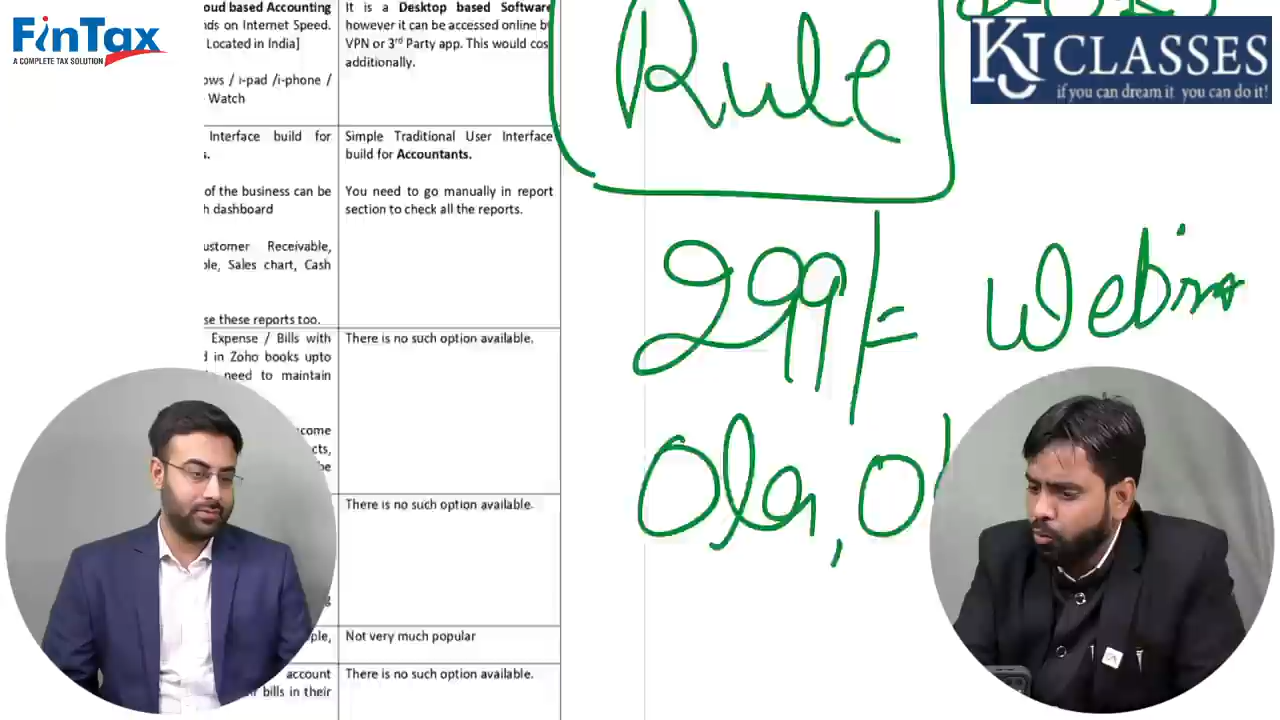 FinTax
A COMPLETE TAX SOLUTION
oud based Accounting
nds on Internet Speed.
Located in India]
ows / i-pad /i-phone /
Watch
Interface build for
s.
of the business can be
h dashboard
ustomer Receivable,
ble, Sales chart, Cash
se these reports too.
Expense / Bills with
d in Zoho books upto
need to maintain
come
cts,
be
ple,
account
bills in their
It is a Desktop based Software
however it can be accessed online b
VPN or 3rd Party app. This would cos
additionally.
Simple Traditional User Interface
build for Accountants.
You need to go manually in report
section to check all the reports.
There is no such option available.
There is no such option available.
Not very much popular
There is no such option available.
Rule
299/=
Ola, O
KJ CLASSES
if you can dream it you can do it!